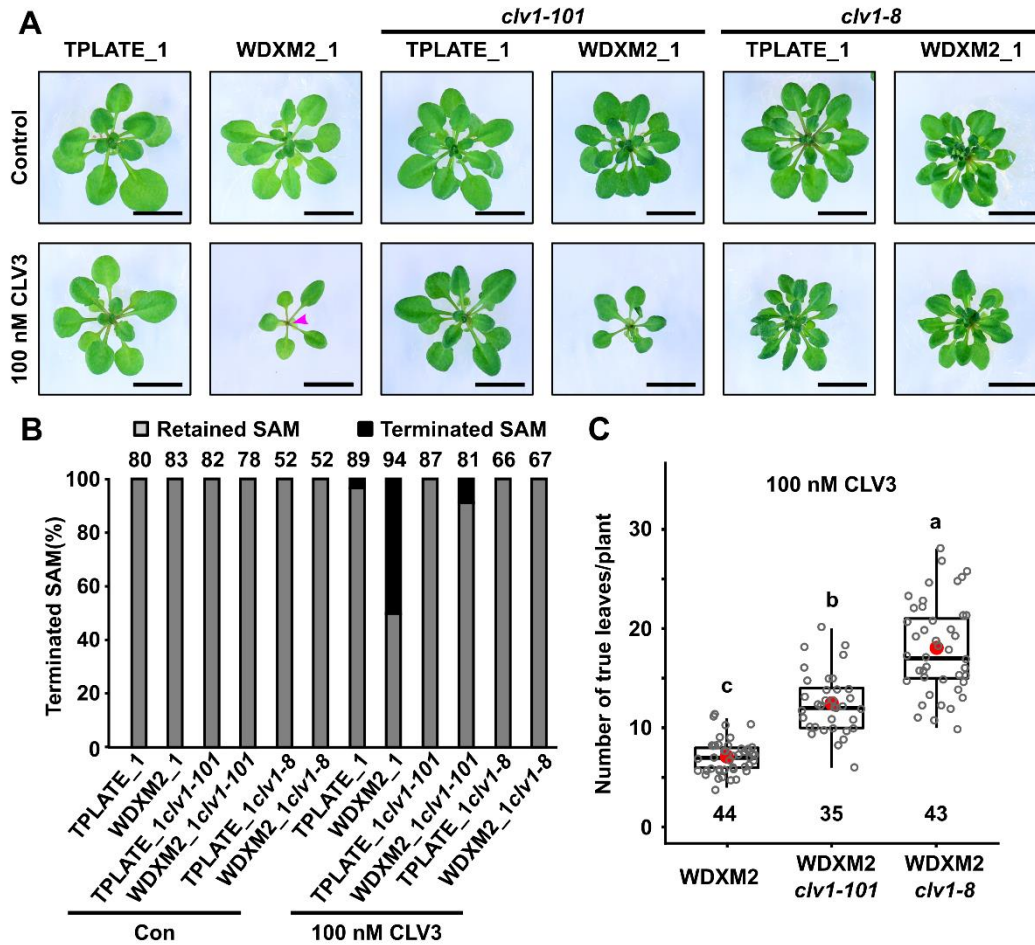 A
clv1-101
clv1-8
TPLATE_1
WDXM2_1
TPLATE_1
WDXM2_1
TPLATE_1
WDXM2_1
Control
100 nM CLV3
B
Retained SAM
Terminated SAM
80 83 82 78 52 52 89 94 87 81 66 67
Terminated SAM(%)
100
80
60
40
20
0
TPLATE_1
WDXM2_1
TPLATE_1clv1-101
WDXM2_1clv1-101
TPLATE_1clv1-8
WDXM2_1clv1-8
TPLATE_1
WDXM2_1
TPLATE_1clv1-101
WDXM2_1clv1-101
TPLATE_1clv1-8
WDXM2_1clv1-8
Con
100 nM CLV3
C
100 nM CLV3
Number of true leaves/plant
30
20
10
0
c
b
a
44
35
43
WDXM2
WDXM2
clv1-101
WDXM2
clv1-8